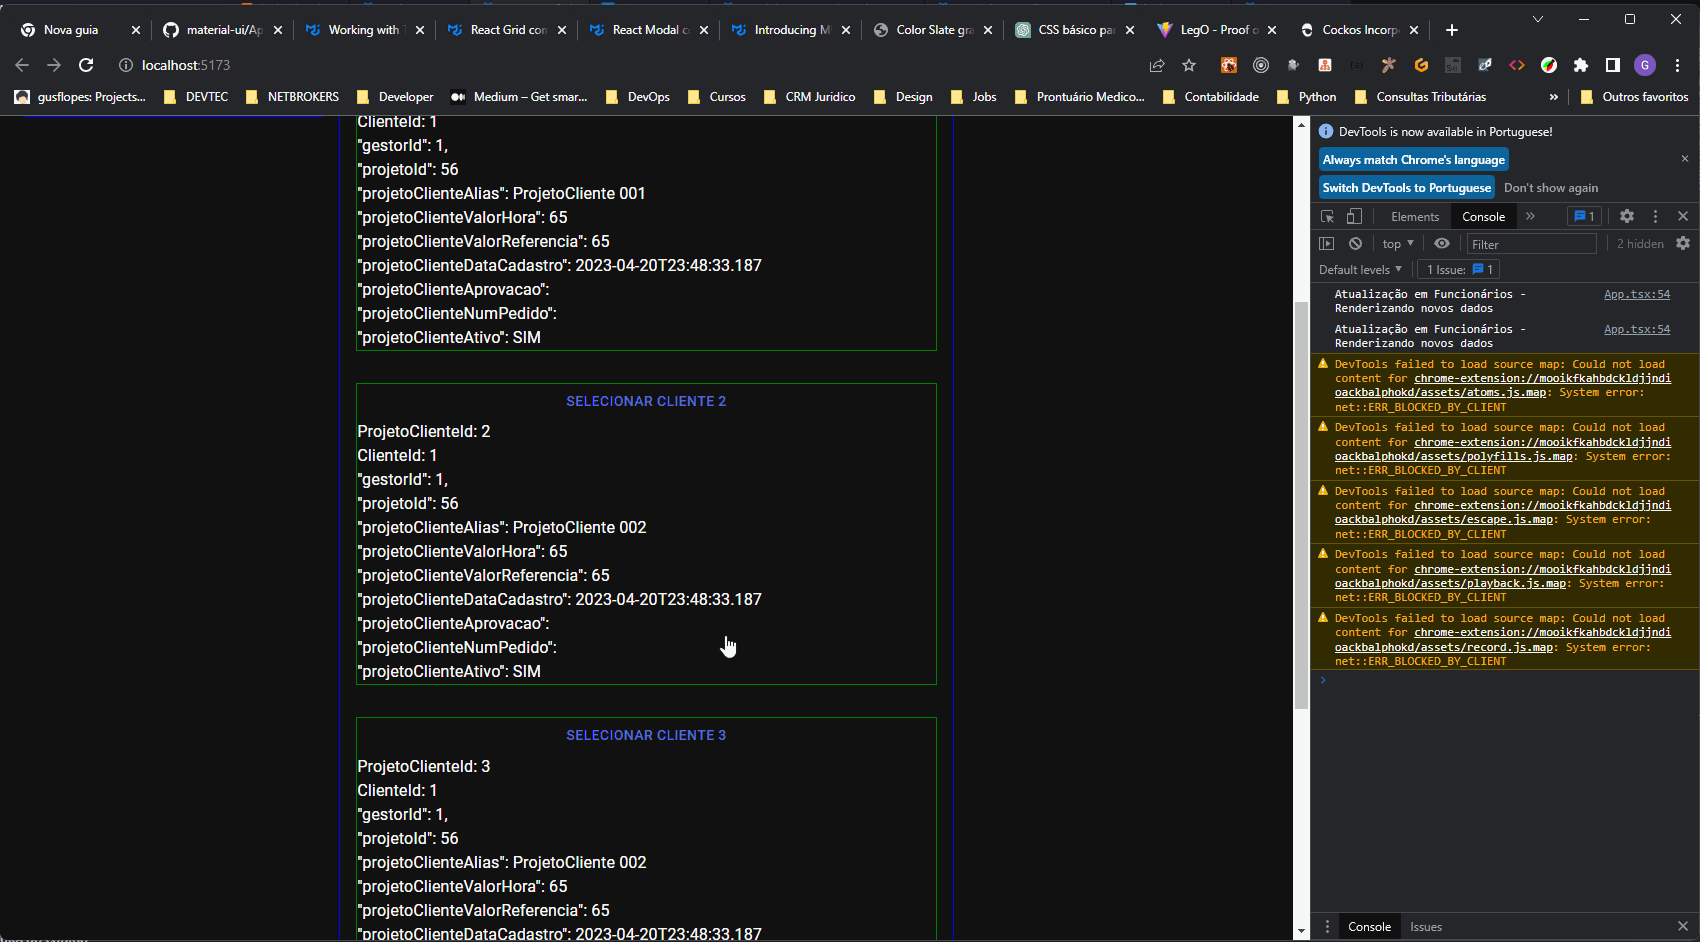 Nova guia
material-ui/Ap
Working with T
React Grid com
React Modal co
Introducing M
Color Slate gra
CSS básico par
LegO - Proof o
Cockos Incorp
localhost:5173
G
gusflopes: Projects...
DEVTEC
NETBROKERS
Developer
Medium – Get smar...
DevOps
Cursos
CRM Juridico
Design
Jobs
Prontuário Medico...
Contabilidade
Python
Consultas Tributárias
»
Outros favoritos
ClienteId: 1
"gestorId": 1,
"projetoId": 56
"projetoClienteAlias": ProjetoCliente 001
"projetoClienteValorHora": 65
"projetoClienteValorReferencia": 65
"projetoClienteDataCadastro": 2023-04-20T23:48:33.187
"projetoClienteAprovacao":
"projetoClienteNumPedido":
"projetoClienteAtivo": SIM
SELECIONAR CLIENTE 2
ProjetoClienteId: 2
ClienteId: 1
"gestorId": 1,
"projetoId": 56
"projetoClienteAlias": ProjetoCliente 002
"projetoClienteValorHora": 65
"projetoClienteValorReferencia": 65
"projetoClienteDataCadastro": 2023-04-20T23:48:33.187
"projetoClienteAprovacao":
"projetoClienteNumPedido":
"projetoClienteAtivo": SIM
SELECIONAR CLIENTE 3
ProjetoClienteId: 3
ClienteId: 1
"gestorId": 1,
"projetoId": 56
"projetoClienteAlias": ProjetoCliente 002
"projetoClienteValorHora": 65
"projetoClienteValorReferencia": 65
"projetoClienteDataCadastro": 2023-04-20T23:48:33.187
DevTools is now available in Portuguese!
Always match Chrome's language
Switch DevTools to Portuguese Don't show again
Elements Console » 1
top Filter 2 hidden
Default levels 1 Issue: 1
Atualização em Funcionários - App.tsx:54
Renderizando novos dados
Atualização em Funcionários - App.tsx:54
Renderizando novos dados
DevTools failed to load source map: Could not load
content for chrome-extension://mooikfkahbdckldjjndi
oackbalphokd/assets/atoms.js.map: System error:
net::ERR_BLOCKED_BY_CLIENT
DevTools failed to load source map: Could not load
content for chrome-extension://mooikfkahbdckldjjndi
oackbalphokd/assets/polyfills.js.map: System error:
net::ERR_BLOCKED_BY_CLIENT
DevTools failed to load source map: Could not load
content for chrome-extension://mooikfkahbdckldjjndi
oackbalphokd/assets/escape.js.map: System error:
net::ERR_BLOCKED_BY_CLIENT
DevTools failed to load source map: Could not load
content for chrome-extension://mooikfkahbdckldjjndi
oackbalphokd/assets/playback.js.map: System error:
net::ERR_BLOCKED_BY_CLIENT
DevTools failed to load source map: Could not load
content for chrome-extension://mooikfkahbdckldjjndi
oackbalphokd/assets/record.js.map: System error:
net::ERR_BLOCKED_BY_CLIENT
Console Issues